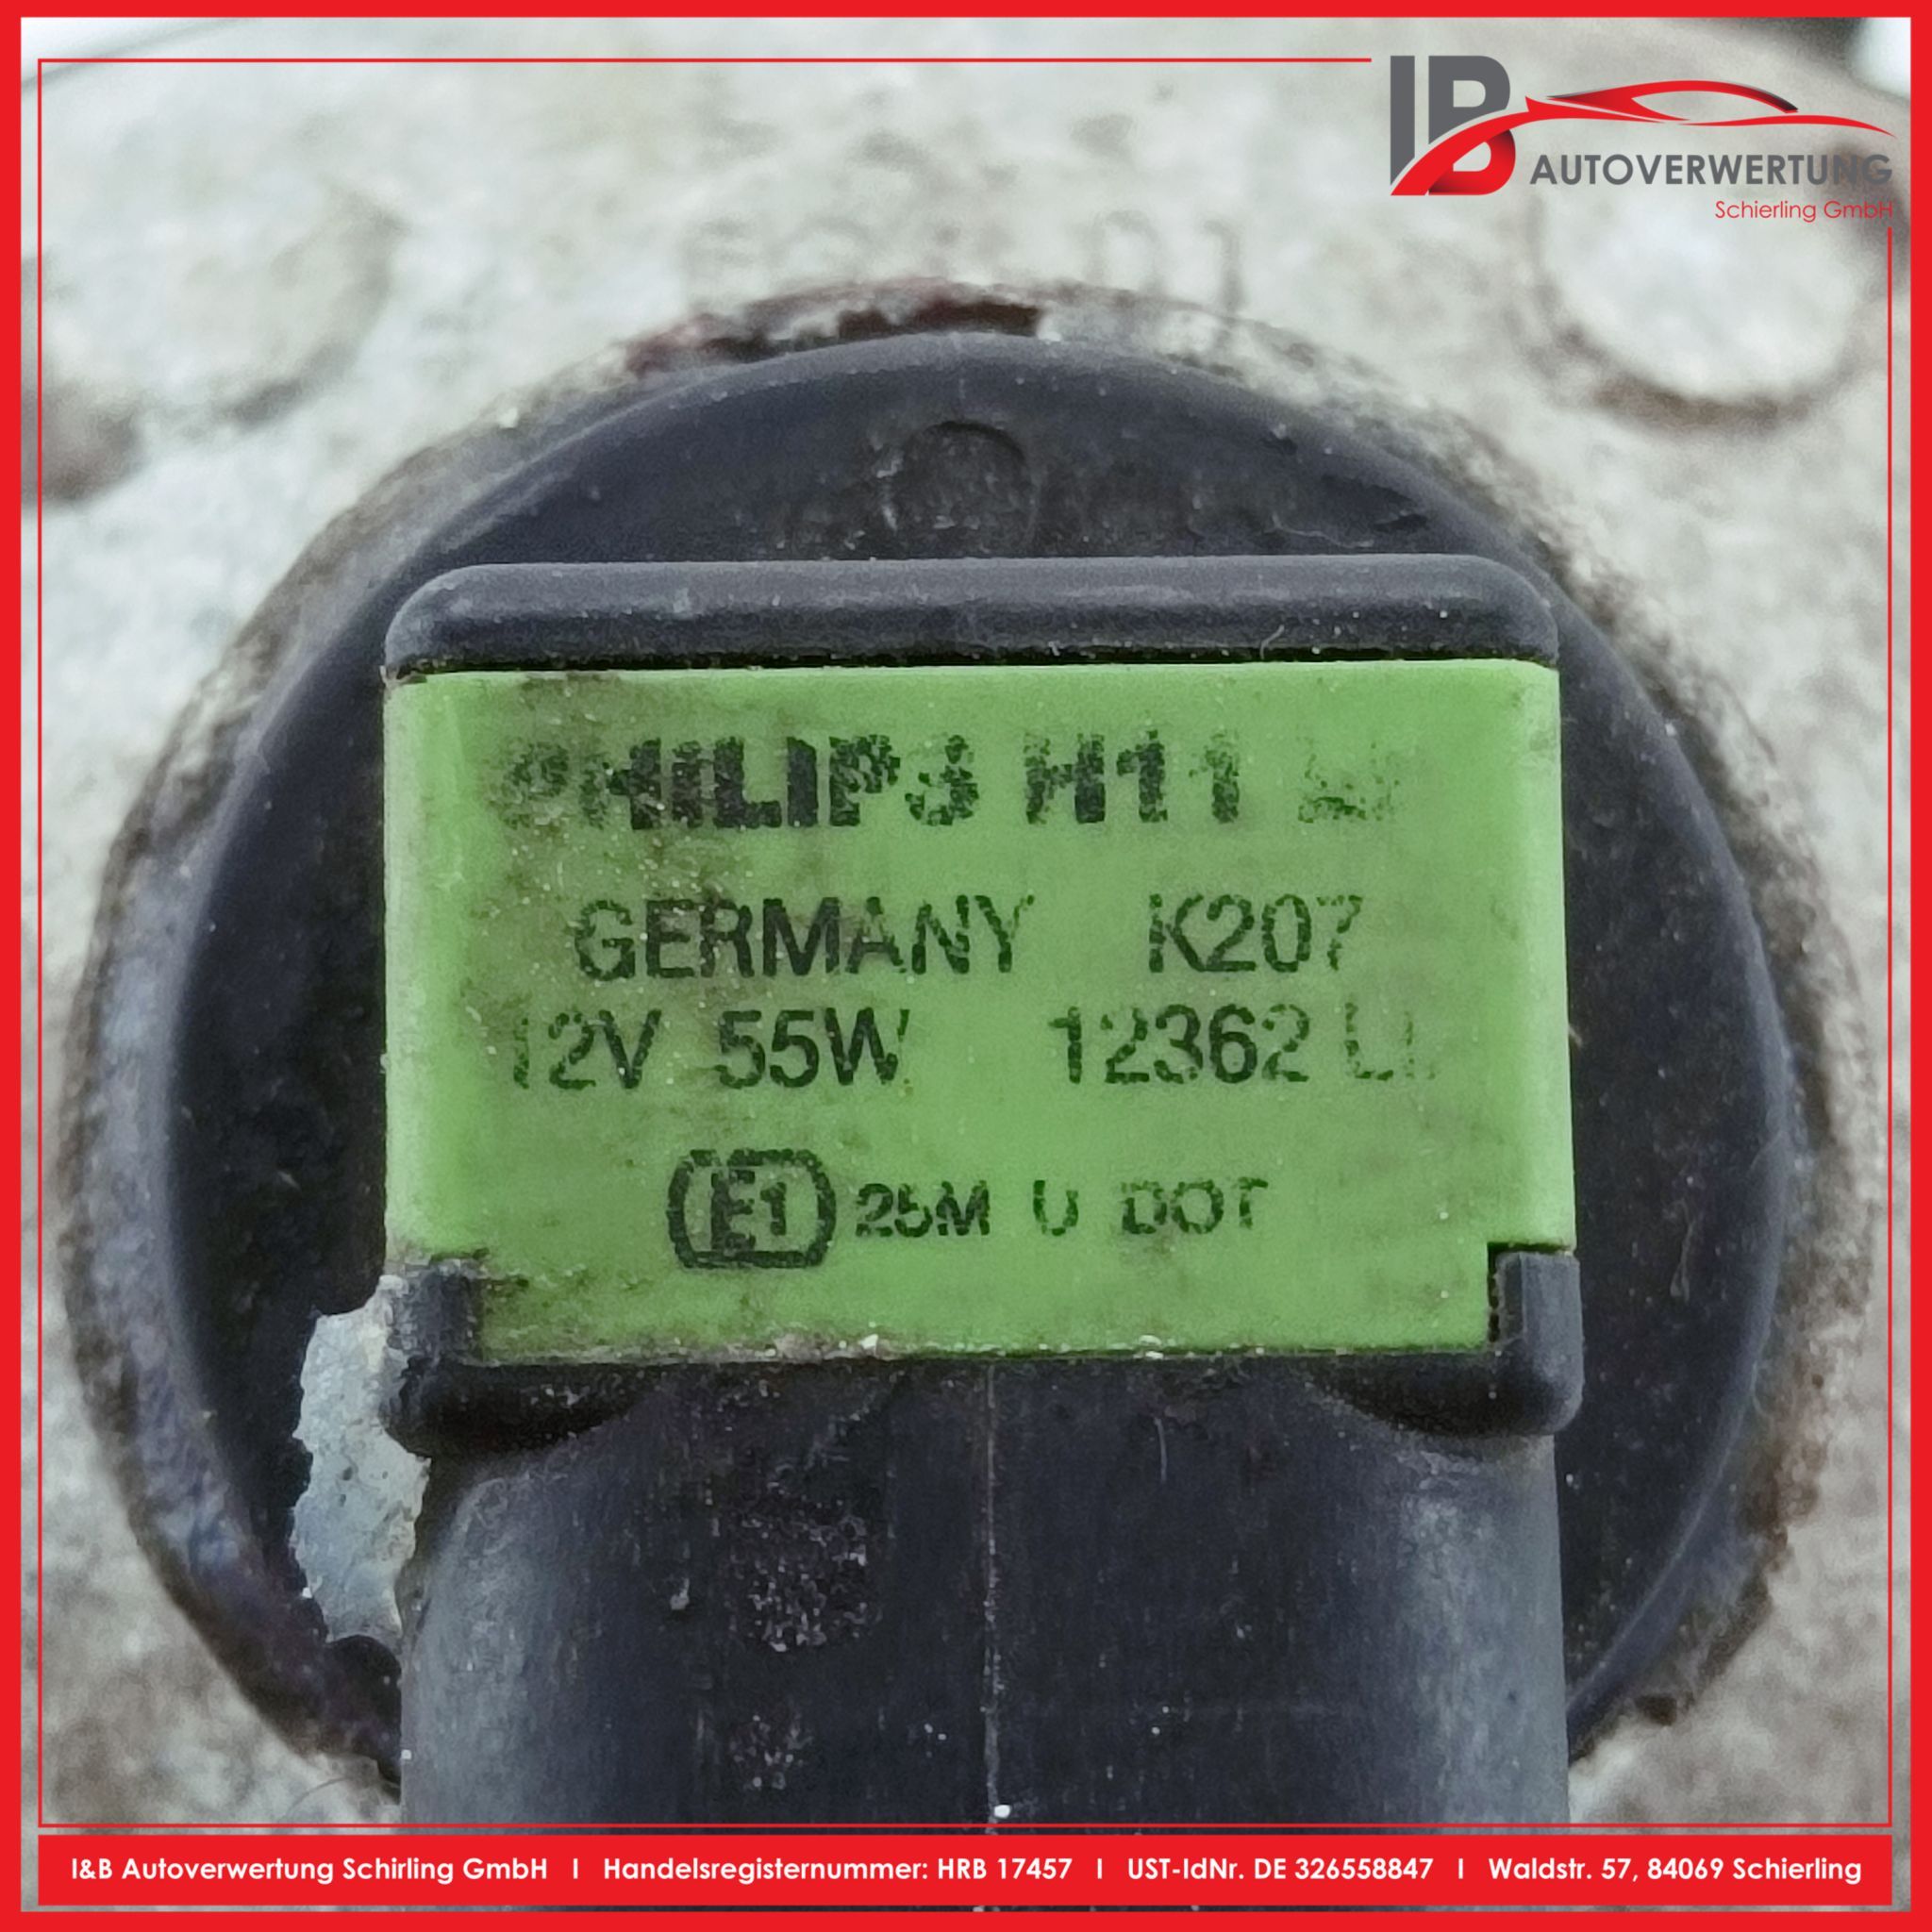 IB
AUTOVERWERTUNG
Schierling GmbH
PHILIPS H11
GERMANY K207
12V 55W 12362
E1 25M U DOT
I&B Autoverwertung Schirling GmbH I Handelsregisternummer: HRB 17457 I UST-IdNr. DE 326558847 I Waldstr. 57, 84069 Schierling